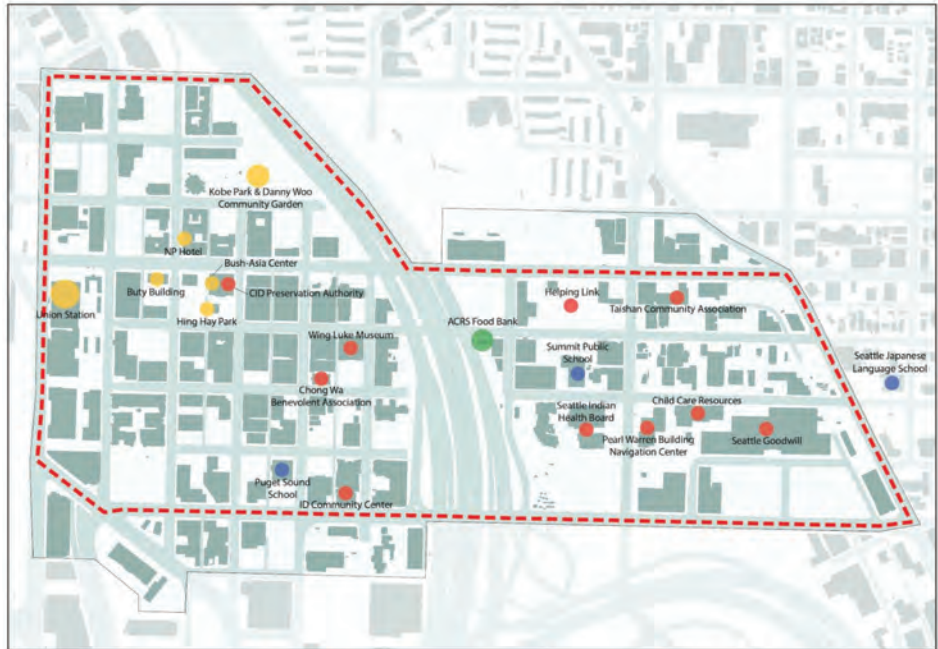 Kobe Park & Danny Woo
Community Garden
NP Hotel
Bush-Asia Center
Buty Building
CID Preservation Authority
Union Station
Hing Hay Park
Helping Link
Taishan Community Association
Wing Luke Museum
ACRS Food Bank
Summit Public
School
Seattle Japanese
Language School
Chong Wa
Benevolent Association
Child Care Resources
Seattle Indian
Health Board
Pearl Warren Building
Navigation Center
Seattle Goodwill
Puget Sound
School
ID Community Center